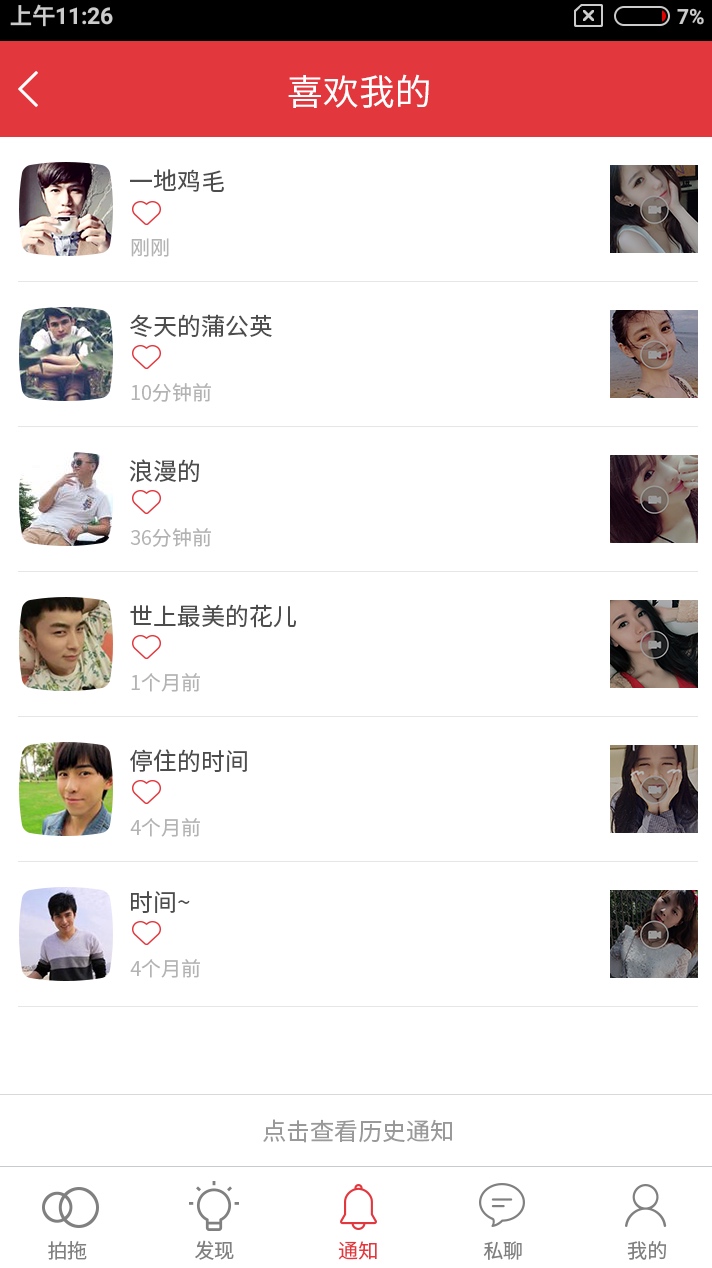 上午11:26
7%
喜欢我的
一地鸡毛
刚刚
冬天的蒲公英
10分钟前
浪漫的
36分钟前
世上最美的花儿
1个月前
停住的时间
4个月前
时间~
4个月前
点击查看历史通知
拍拖
发现
通知
私聊
我的